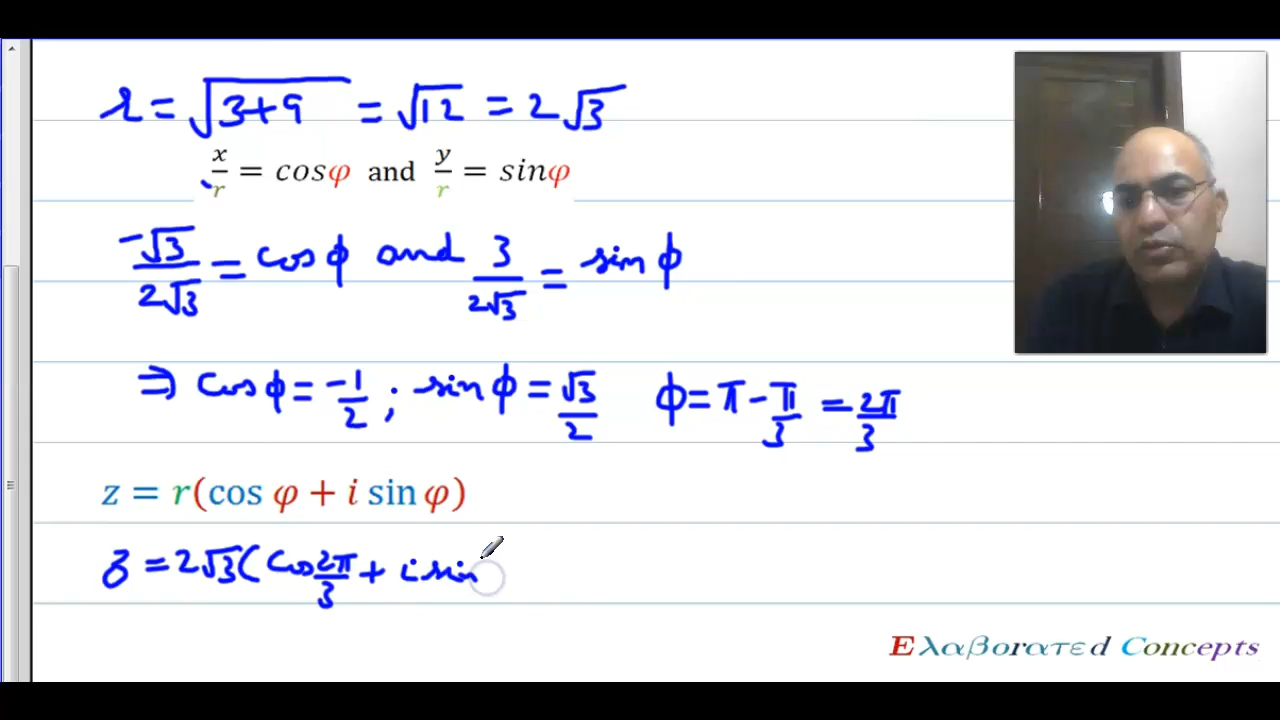 r = √3+9 = √12 = 2√3
x/r = cosφ and y/r = sinφ
-√3/2√3 = cos φ and 3/2√3 = sin φ
⇒ cos φ = -1/2 ; sin φ = √3/2 φ = π - π/3 = 2π/3
z = r(cos φ + i sin φ)
z = 2√3( cos 2π/3 + i sin
Eλαβορατεd Concepts